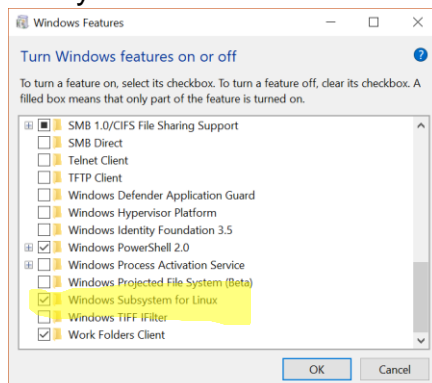 Windows Features
Turn Windows features on or off
To turn a feature on, select its checkbox. To turn a feature off, clear its checkbox. A
filled box means that only part of the feature is turned on.
SMB 1.0/CIFS File Sharing Support
SMB Direct
Telnet Client
TFTP Client
Windows Defender Application Guard
Windows Hypervisor Platform
Windows Identity Foundation 3.5
Windows PowerShell 2.0
Windows Process Activation Service
Windows Projected File System (Beta)
Windows Subsystem for Linux
Windows TIFF IFilter
Work Folders Client
OK Cancel